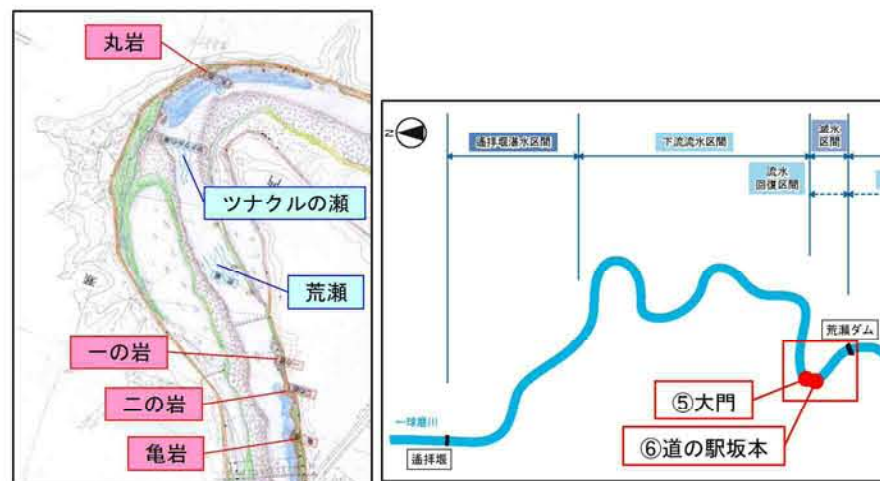 丸岩
ツナクルの瀬
荒瀬
一の岩
二の岩
亀岩
N
遙拝堰湛水区間
下流流水区間
減水
区間
流水
回復区間
荒瀬ダム
⑤大門
⑥道の駅坂本
球磨川
遙拝堰